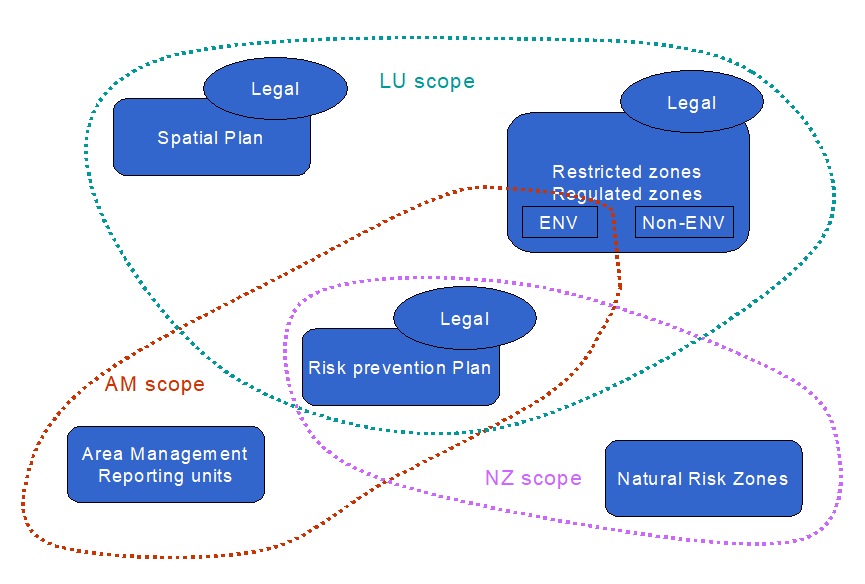 LU scope
Legal
Spatial Plan
Legal
Restricted zones
Regulated zones
ENV
Non-ENV
Legal
Risk prevention Plan
AM scope
Area Management
Reporting units
NZ scope
Natural Risk Zones